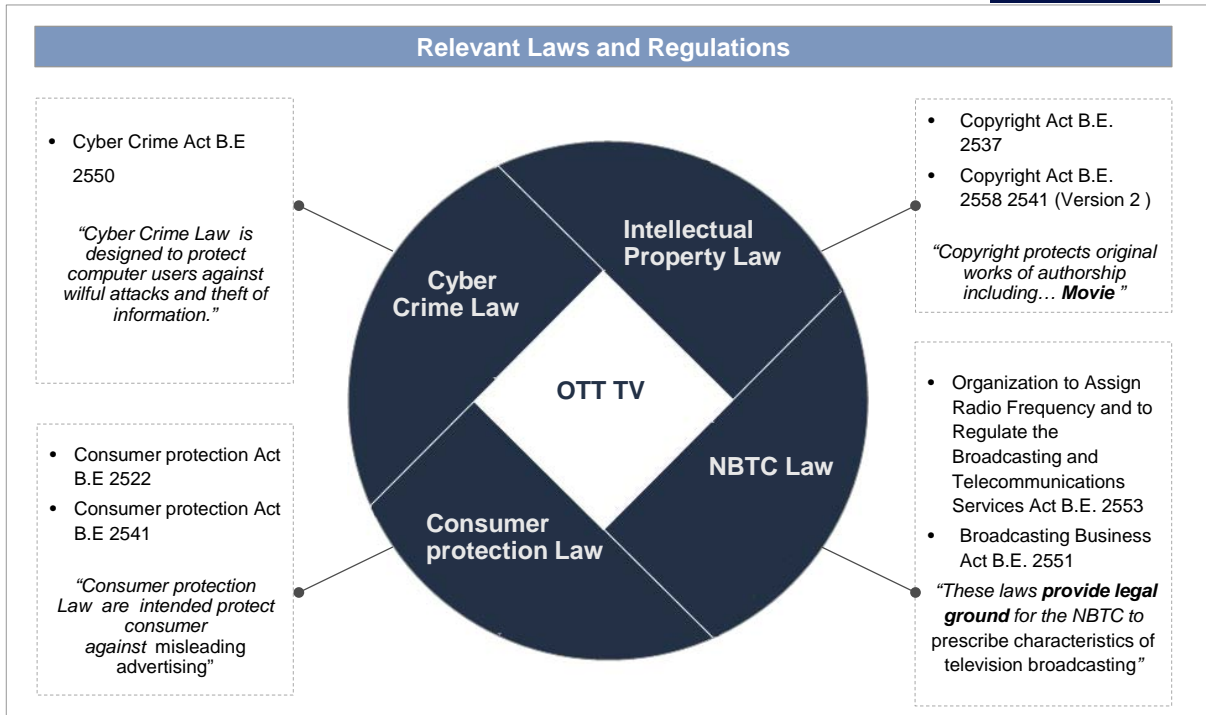 Relevant Laws and Regulations
• Cyber Crime Act B.E
2550
“Cyber Crime Law is
designed to protect
computer users against
wilful attacks and theft of
information.”
• Consumer protection Act
B.E 2522
• Consumer protection Act
B.E 2541
“Consumer protection
Law are intended protect
consumer
against misleading
advertising”
Cyber
Crime Law
Intellectual
Property Law
OTT TV
Consumer
protection Law
NBTC Law
• Copyright Act B.E.
2537
• Copyright Act B.E.
2558 2541 (Version 2 )
“Copyright protects original
works of authorship
including… Movie ”
• Organization to Assign
Radio Frequency and to
Regulate the
Broadcasting and
Telecommunications
Services Act B.E. 2553
• Broadcasting Business
Act B.E. 2551
“These laws provide legal
ground for the NBTC to
prescribe characteristics of
television broadcasting”